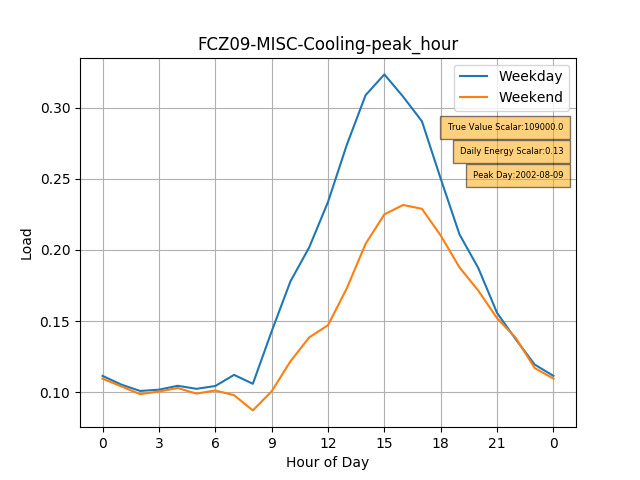 FCZ09-MISC-Cooling-peak_hour
Weekday
Weekend
True Value Scalar:109000.0
Daily Energy Scalar:0.13
Peak Day:2002-08-09
Load
0.30
0.25
0.20
0.15
0.10
0 3 6 9 12 15 18 21 0
Hour of Day